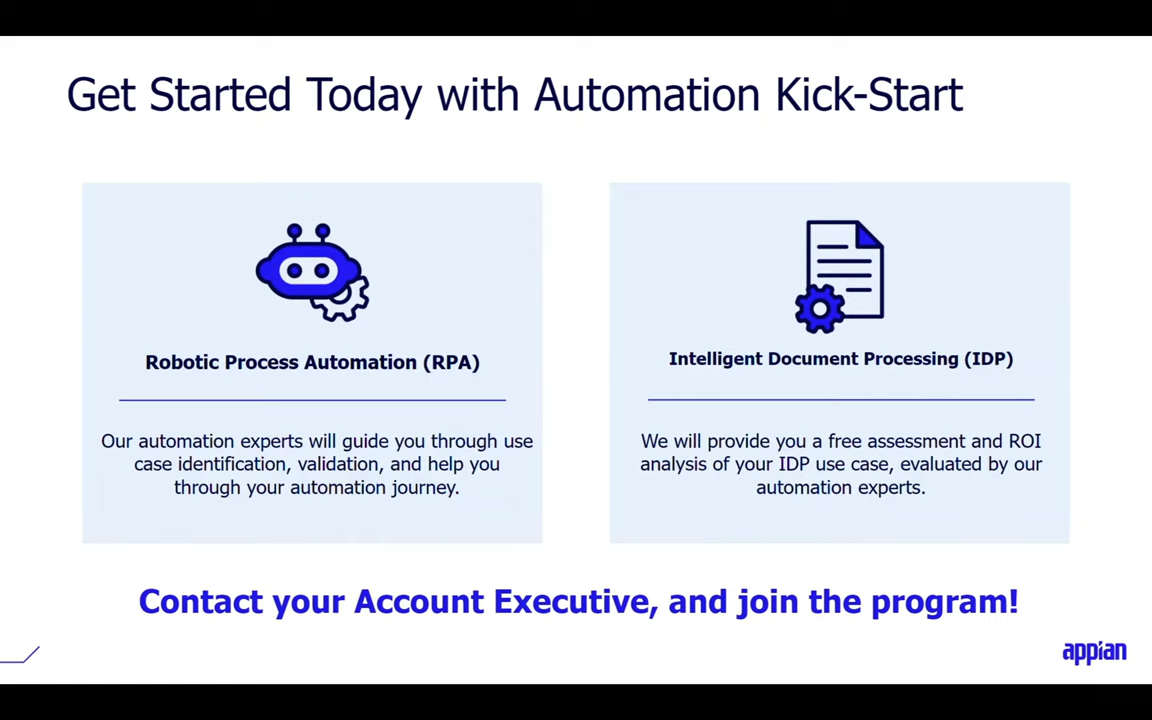 Get Started Today with Automation Kick-Start
Robotic Process Automation (RPA)
Our automation experts will guide you through use
case identification, validation, and help you
through your automation journey.
Intelligent Document Processing (IDP)
We will provide you a free assessment and ROI
analysis of your IDP use case, evaluated by our
automation experts.
Contact your Account Executive, and join the program!
appian